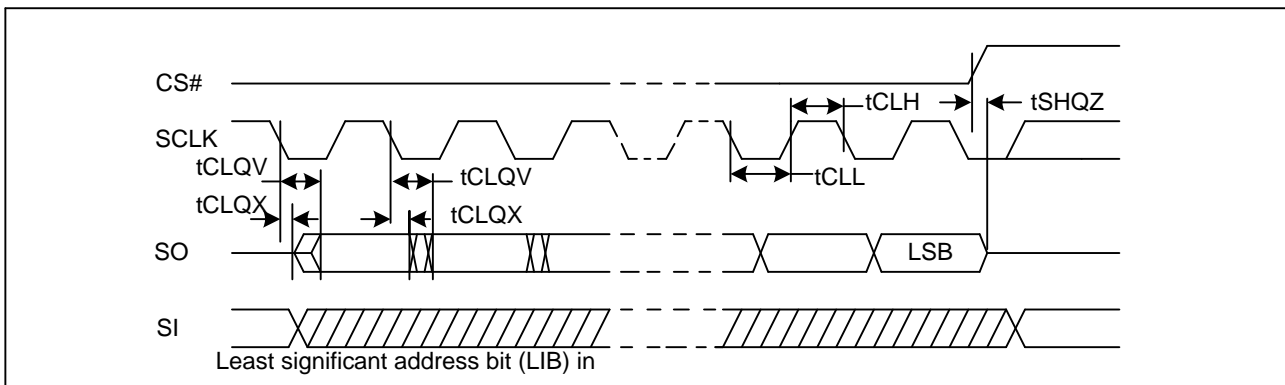 CS#
tCLH
tSHQZ
SCLK
tCLQV
tCLQV
tCLL
tCLQX
tCLQX
SO
LSB
SI
Least significant address bit (LIB) in